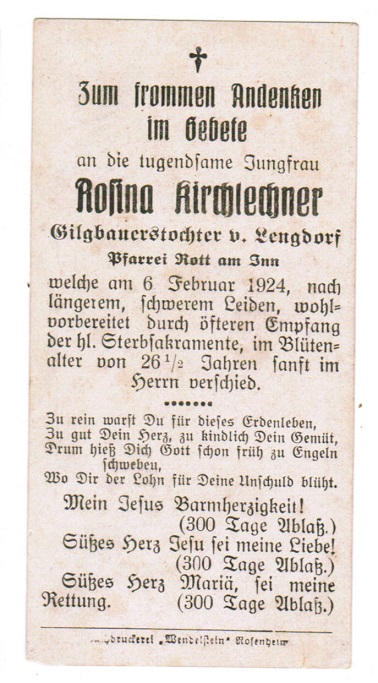 Zum frommen Andenken
im Gebete
an die tugendsame Jungfrau
Rosina Kirchlechner
Gilgbauerstochter v. Lengdorf
Pfarrei Rott am Inn
welche am 6 Februar 1924, nach
längerem, schwerem Leiden, wohl-
vorbereitet durch öfteren Empfang
der hl. Sterbsakramente, im Blüten-
alter von 26 1/2 Jahren sanft im
Herrn verschied.
Zu rein warst Du für dieses Erdenleben,
Zu gut Dein Herz, zu kindlich Dein Gemüt,
Drum hieß Dich Gott schon früh zu Engeln
schweben,
Wo Dir der Lohn für Deine Unschuld blüht.
Mein Jesus Barmherzigkeit!
(300 Tage Ablaß.)
Süßes Herz Jesu sei meine Liebe!
(300 Tage Ablaß.)
Süßes Herz Mariä, sei meine
Rettung. (300 Tage Ablaß.)
„Wendelstein" Rosenheim